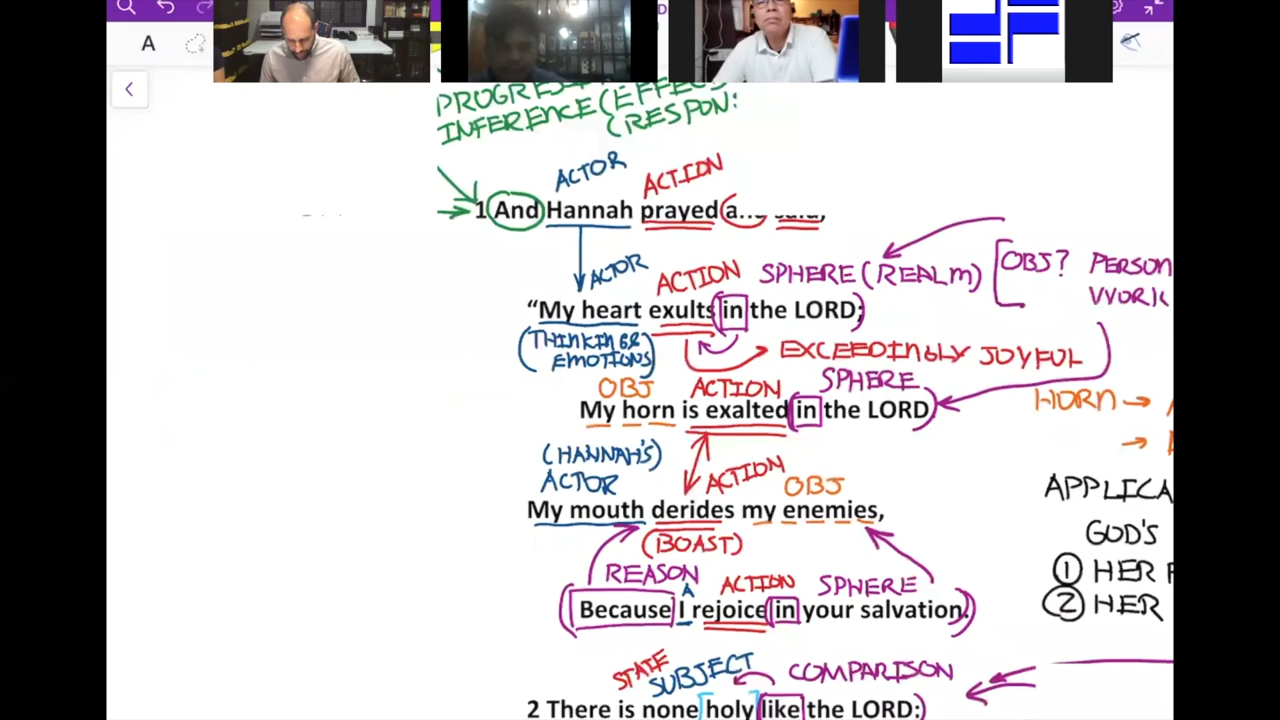 A
INFERENCE (EFFECT
(RESPON:
ACTOR ACTION
1 And Hannah prayed
ACTOR ACTION SPHERE (REALM) OBJ? PERSON
WORK
"My heart exults in the LORD;
(THINKING &
EMOTIONS)
EXCEEDINGLY JOYFUL
OBJ ACTION SPHERE
My horn is exalted in the LORD
HORN →
(HANNAH'S)
ACTOR ACTION OBJ
APPLICA
My mouth derides my enemies,
GOD'S
(BOAST)
REASON A ACTION SPHERE
① HER
(Because I rejoice in your salvation.)
② HER
STATE
SUBJECT COMPARISON
2 There is none holy like the LORD: